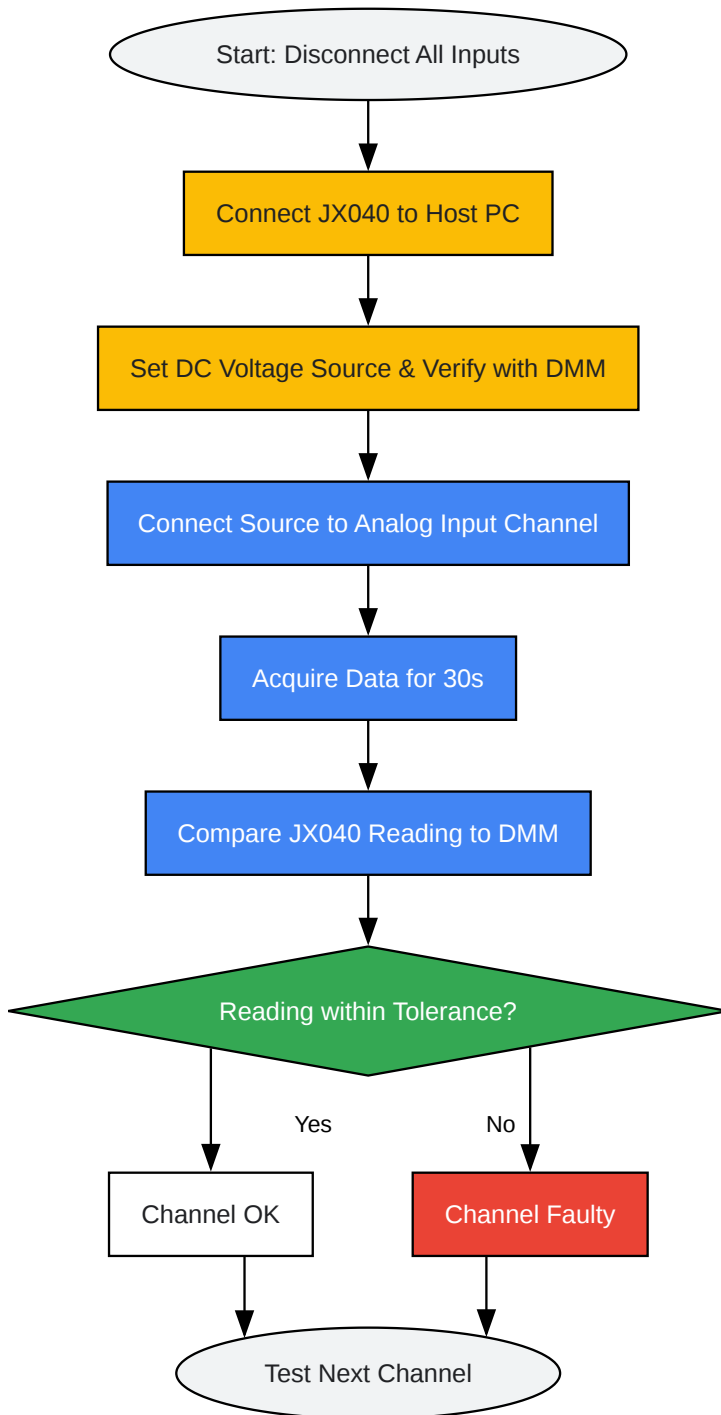 Start: Disconnect All Inputs
Connect JX040 to Host PC
Set DC Voltage Source & Verify with DMM
Connect Source to Analog Input Channel
Acquire Data for 30s
Compare JX040 Reading to DMM
Reading within Tolerance?
Yes
No
Channel OK
Channel Faulty
Test Next Channel